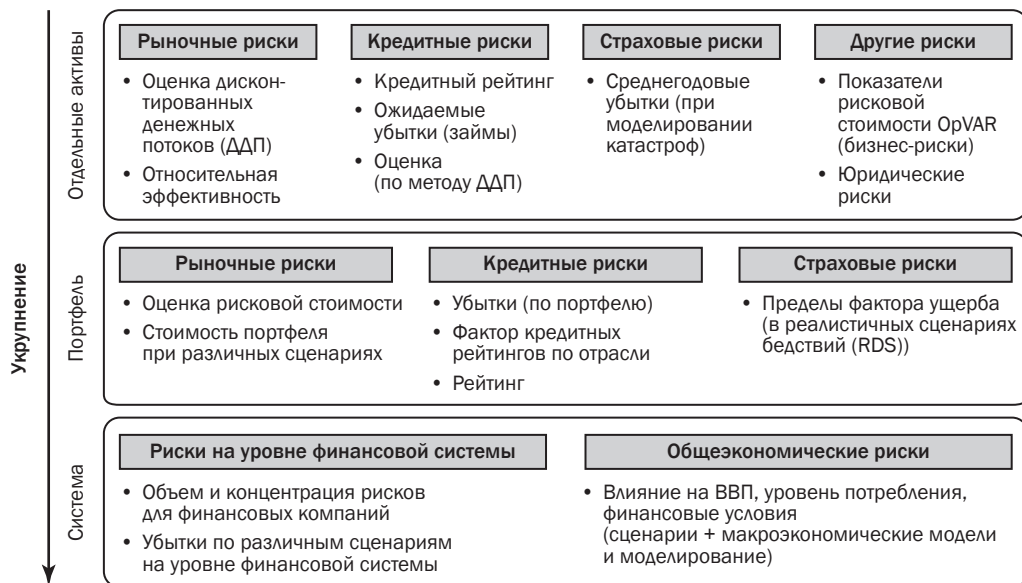 Укрупнение
Отдельные активы
Рыночные риски
• Оценка дискон-
тированных
денежных
потоков (ДДП)
• Относительная
эффективность
Кредитные риски
• Кредитный рейтинг
• Ожидаемые
убытки (займы)
• Оценка
(по методу ДДП)
Страховые риски
• Среднегодовые
убытки (при
моделировании
катастроф)
Другие риски
• Показатели
рисковой
стоимости OpVAR
(бизнес-риски)
• Юридические
риски
Портфель
Рыночные риски
• Оценка рисковой стоимости
• Стоимость портфеля
при различных сценариях
Кредитные риски
• Убытки (по портфелю)
• Фактор кредитных
рейтингов по отрасли
• Рейтинг
Страховые риски
• Пределы фактора ущерба
(в реалистичных сценариях
бедствий (RDS))
Система
Риски на уровне финансовой системы
• Объем и концентрация рисков
для финансовых компаний
• Убытки по различным сценариям
на уровне финансовой системы
Общеэкономические риски
• Влияние на ВВП, уровень потребления,
финансовые условия
(сценарии + макроэкономические модели
и моделирование)